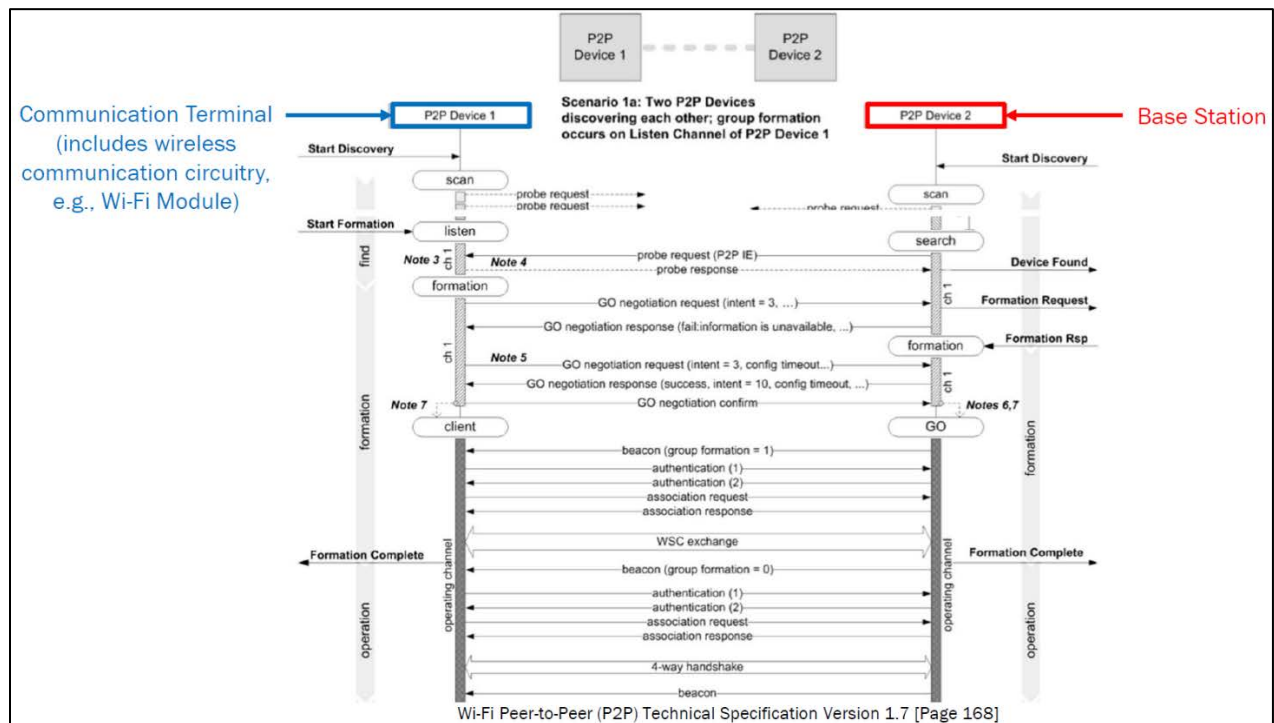 P2P
Device 1
P2P
Device 2
Scenario 1a: Two P2P Devices
discovering each other; group formation
occurs on Listen Channel of P2P Device 1
Communication Terminal
(includes wireless
communication circuitry,
e.g., Wi-Fi Module)
P2P Device 1
P2P Device 2
Base Station
Start Discovery
Start Discovery
scan
scan
probe request
probe request
probe request
Start Formation
listen
search
find
Note 3
ch 1
Note 4
probe request (P2P IE)
probe response
Device Found
formation
ch 1
GO negotiation request (intent = 3, ...)
Formation Request
GO negotiation response (fail:information is unavailable, ...)
formation
Formation Rsp
ch 1
Note 5
GO negotiation request (intent = 3, config timeout...)
GO negotiation response (success, intent = 10, config timeout, ...)
ch 1
Note 7
GO negotiation confirm
Notes 6,7
client
GO
formation
formation
beacon (group formation = 1)
authentication (1)
authentication (2)
association request
association response
WSC exchange
Formation Complete
Formation Complete
operating channel
operating channel
beacon (group formation = 0)
authentication (1)
authentication (2)
association request
association response
operation
operation
4-way handshake
beacon
Wi-Fi Peer-to-Peer (P2P) Technical Specification Version 1.7 [Page 168]